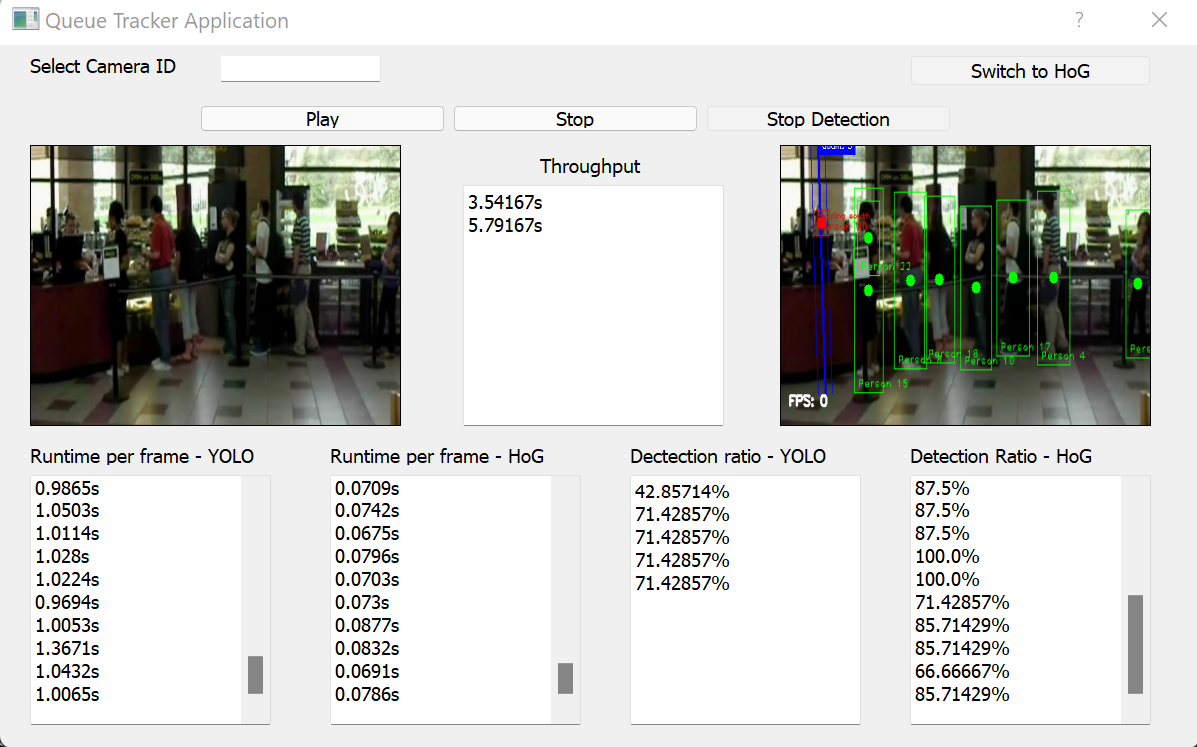 Queue Tracker Application
?
Select Camera ID
Switch to HoG
Play
Stop
Stop Detection
Throughput
3.54167s
5.79167s
Person 22
Person 18
Person 17
Person 10
Person 4
Person 15
FPS: 0
Runtime per frame - YOLO
0.9865s
1.0503s
1.0114s
1.028s
1.0224s
0.9694s
1.0053s
1.3671s
1.0432s
1.0065s
Runtime per frame - HoG
0.0709s
0.0742s
0.0675s
0.0796s
0.0703s
0.073s
0.0877s
0.0832s
0.0691s
0.0786s
Dectection ratio - YOLO
42.85714%
71.42857%
71.42857%
71.42857%
71.42857%
Detection Ratio - HoG
87.5%
87.5%
87.5%
100.0%
100.0%
71.42857%
85.71429%
85.71429%
66.66667%
85.71429%